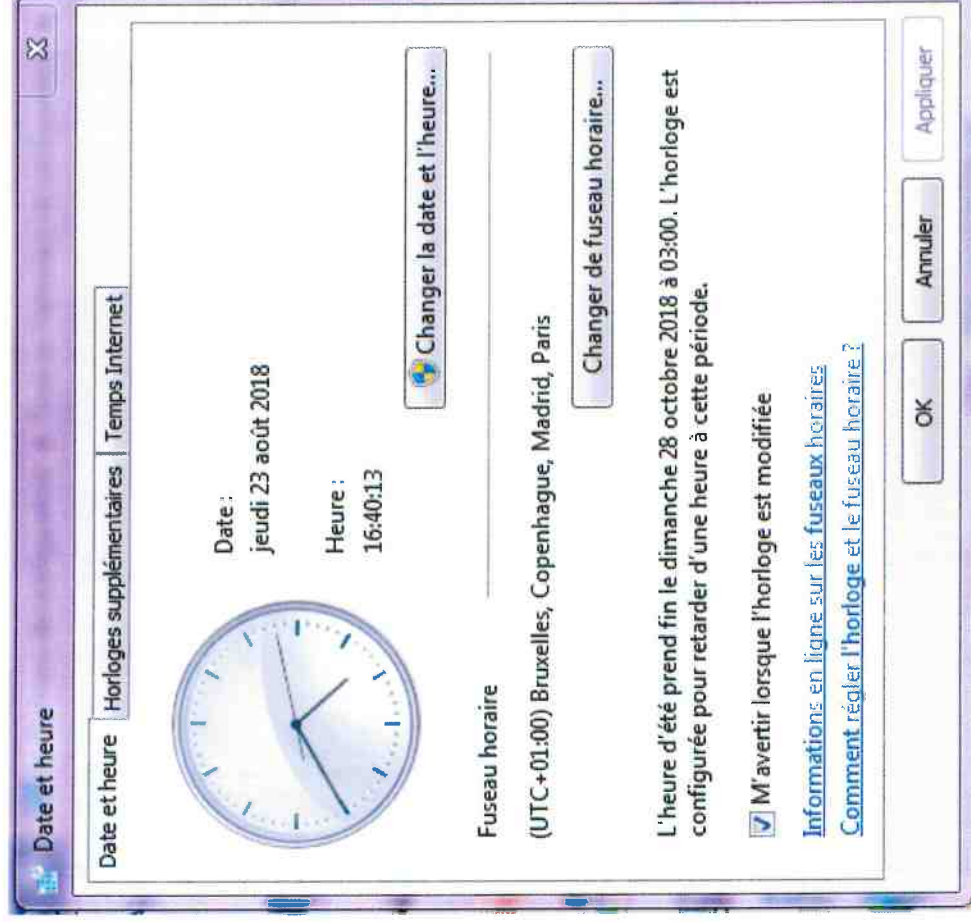 Date et heure
Date et heure
Horloges supplémentaires
Temps Internet
Date :
jeudi 23 août 2018
Heure :
16:40:13
Changer la date et l'heure...
Fuseau horaire
(UTC+01:00) Bruxelles, Copenhague, Madrid, Paris
Changer de fuseau horaire...
L'heure d'été prend fin le dimanche 28 octobre 2018 à 03:00. L'horloge est
configurée pour retarder d'une heure à cette période.
M'avertir lorsque l'horloge est modifiée
Informations en ligne sur les fuseaux horaires
Comment régler l'horloge et le fuseau horaire ?
OK
Annuler
Appliquer